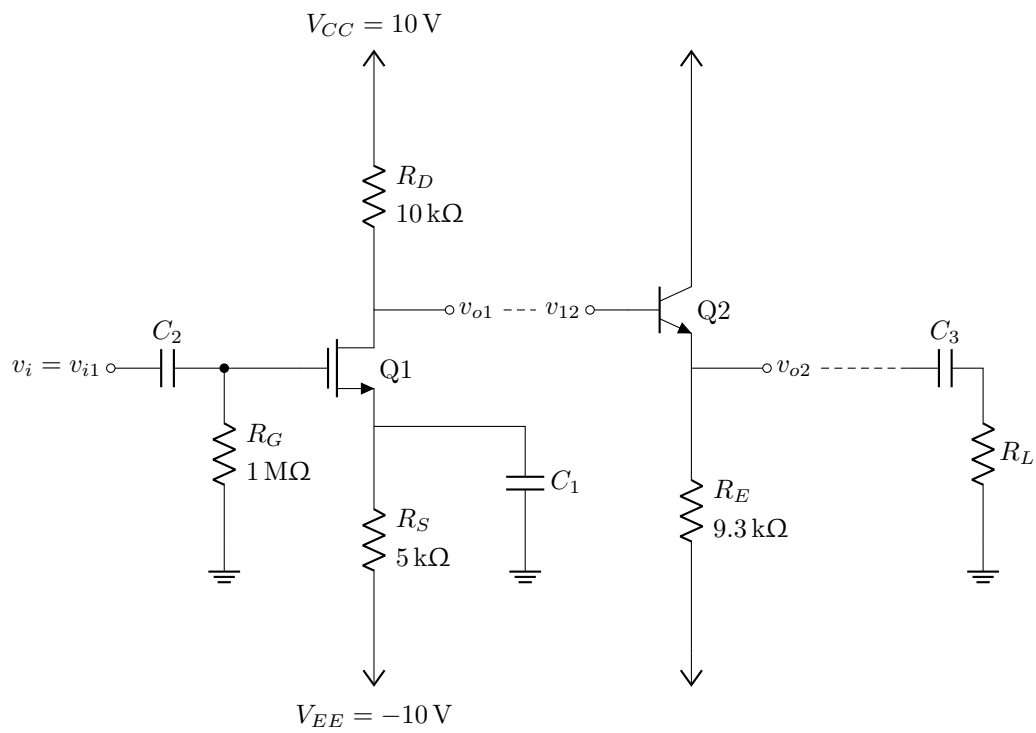 V_{CC} = 10 V
R_D
10 kΩ
v_{o1}
v_{12}
Q2
C_2
v_i = v_{i1}
Q1
v_{o2}
C_3
R_G
1 MΩ
C_1
R_L
R_S
5 kΩ
R_E
9.3 kΩ
V_{EE} = −10 V